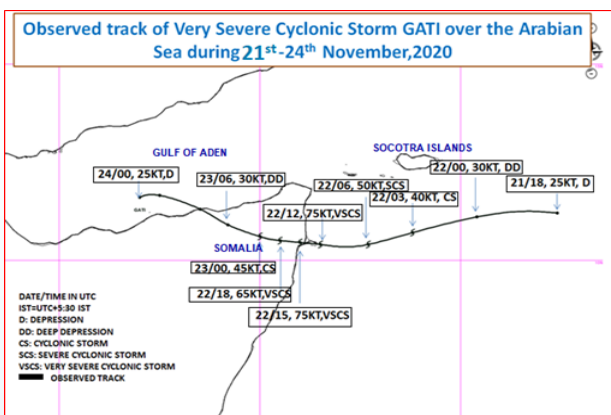 Observed track of Very Severe Cyclonic Storm GATI over the Arabian
Sea during 21st-24th November,2020
GULF OF ADEN
SOCOTRA ISLANDS
24/00, 25KT,D
23/06, 30KT,DD
22/06, 50KT,SCS
22/00, 30KT, DD
21/18, 25KT, D
22/03, 40KT, CS
22/12, 75KT,VSCS
GATI
SOMALIA
23/00, 45KT,CS
22/18, 65KT,VSCS
22/15, 75KT,VSCS
DATE/TIME IN UTC
IST=UTC+5:30 IST
D: DEPRESSION
DD: DEEP DEPRESSION
CS: CYCLONIC STORM
SCS: SEVERE CYCLONIC STORM
VSCS: VERY SEVERE CYCLONIC STORM
OBSERVED TRACK